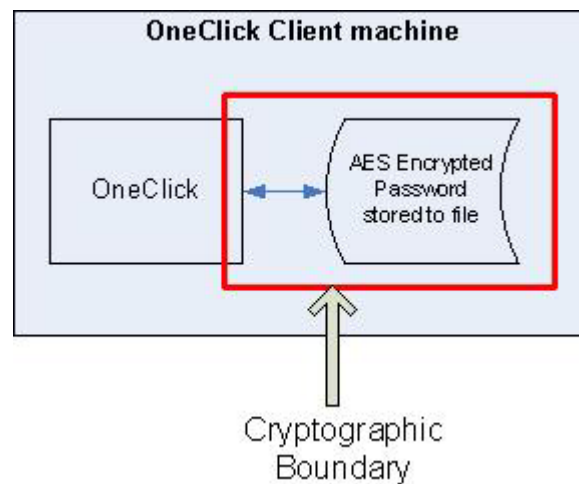 OneClick Client machine
OneClick
AES Encrypted
Password
stored to file
Cryptographic
Boundary